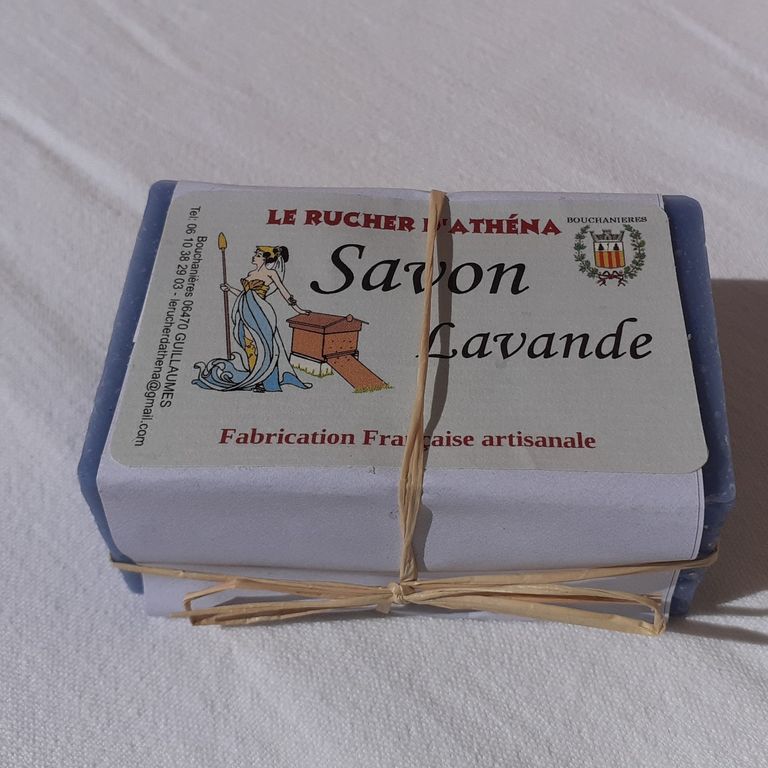 LE RUCHER D'ATHÉNA
BOUCHANIERES
Savon
Lavande
Fabrication Française artisanale
Bouchanières 06470 GUILLAUMES
Tel: 06 10 38 29 03 - lerucherdathena@gmail.com